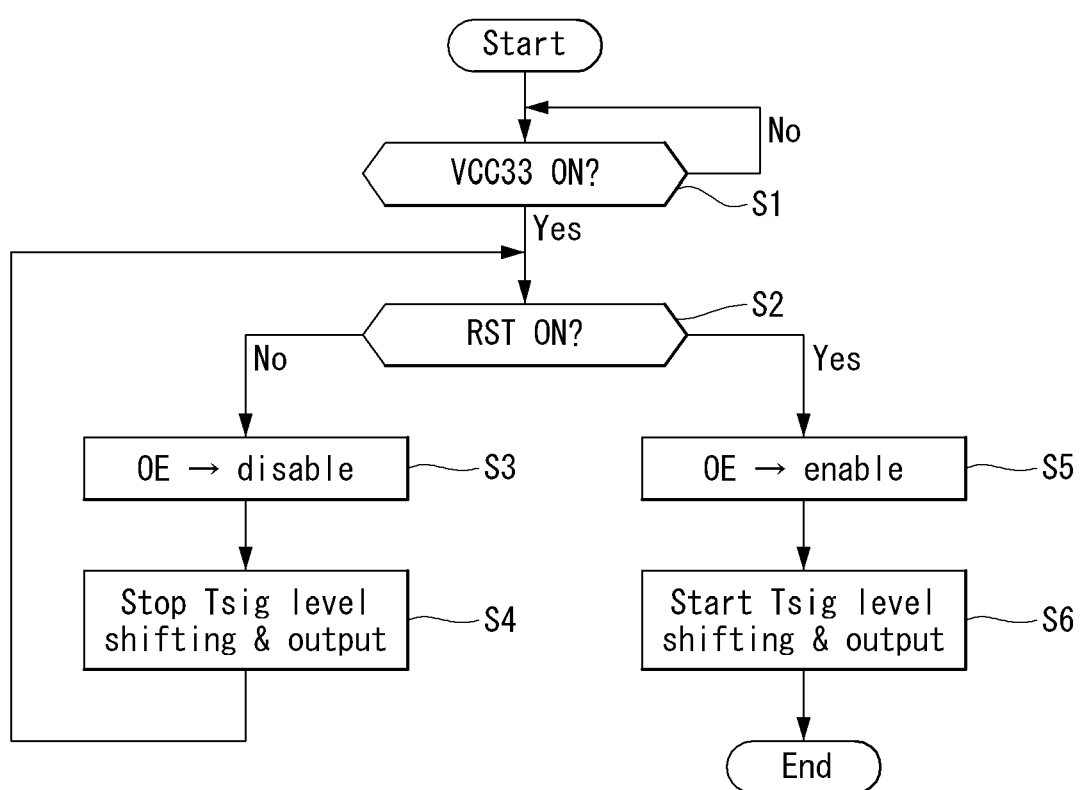 Start
No
VCC33 ON?
S1
Yes
S2
RST ON?
No
Yes
OE → disable
S3
OE → enable
S5
Stop Tsig level
shifting & output
S4
Start Tsig level
shifting & output
S6
End